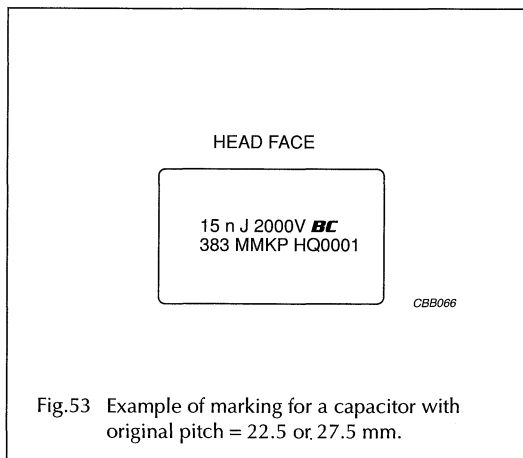 HEAD FACE
15 n J 2000V BC
383 MMKP HQ0001
CBB066
Fig.53 Example of marking for a capacitor with
original pitch = 22.5 or 27.5 mm.